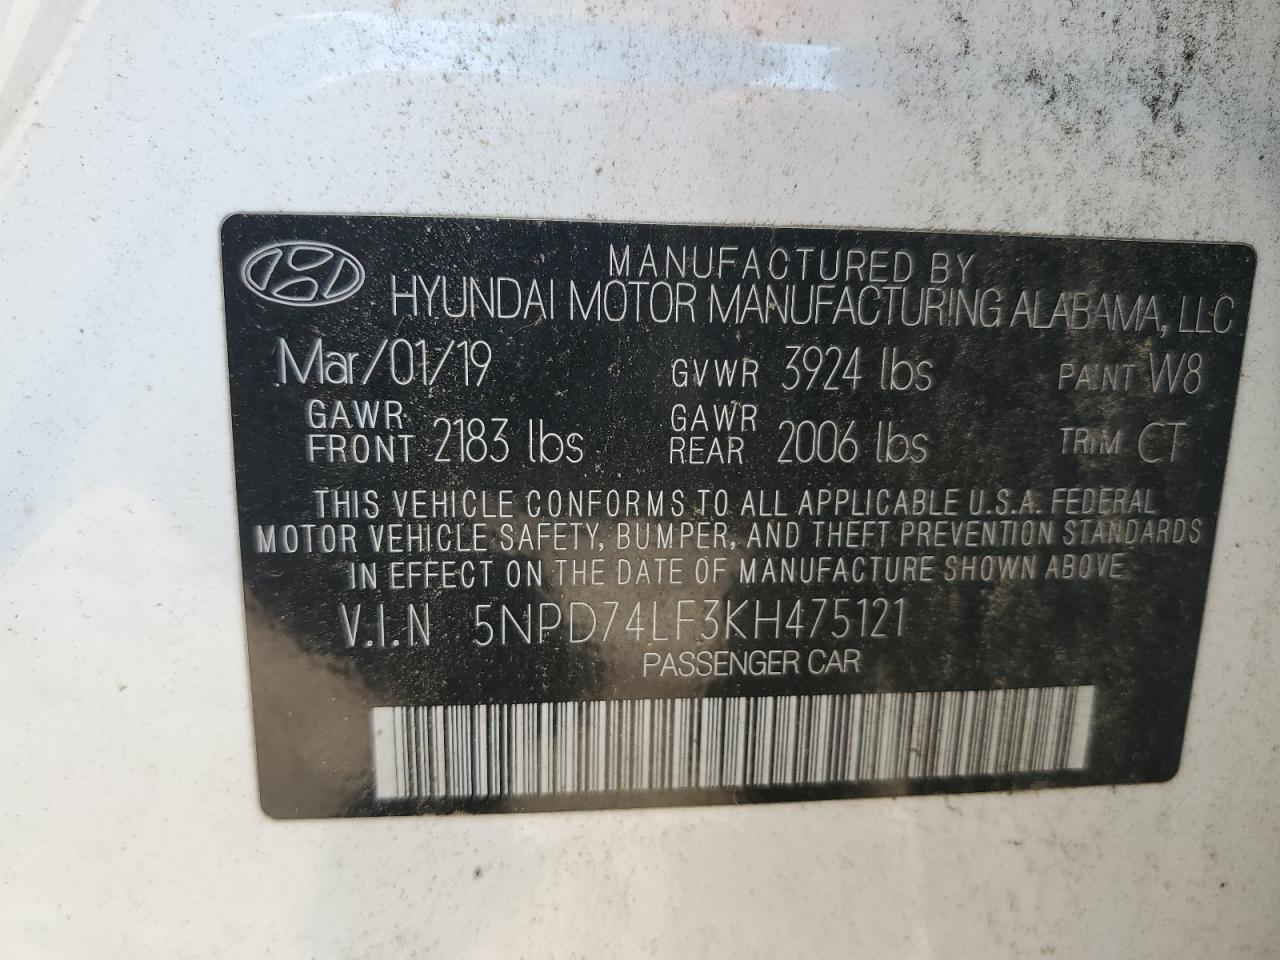 MANUFACTURED BY
HYUNDAI MOTOR MANUFACTURING ALABAMA, LLC
Mar/01/19 GVWR 3924 lbs PAINT W8
GAWR FRONT 2183 lbs GAWR REAR 2006 lbs TRIM CT
THIS VEHICLE CONFORMS TO ALL APPLICABLE U.S.A. FEDERAL
MOTOR VEHICLE SAFETY, BUMPER, AND THEFT PREVENTION STANDARDS
IN EFFECT ON THE DATE OF MANUFACTURE SHOWN ABOVE
V.I.N 5NPD74LF3KH475121
PASSENGER CAR